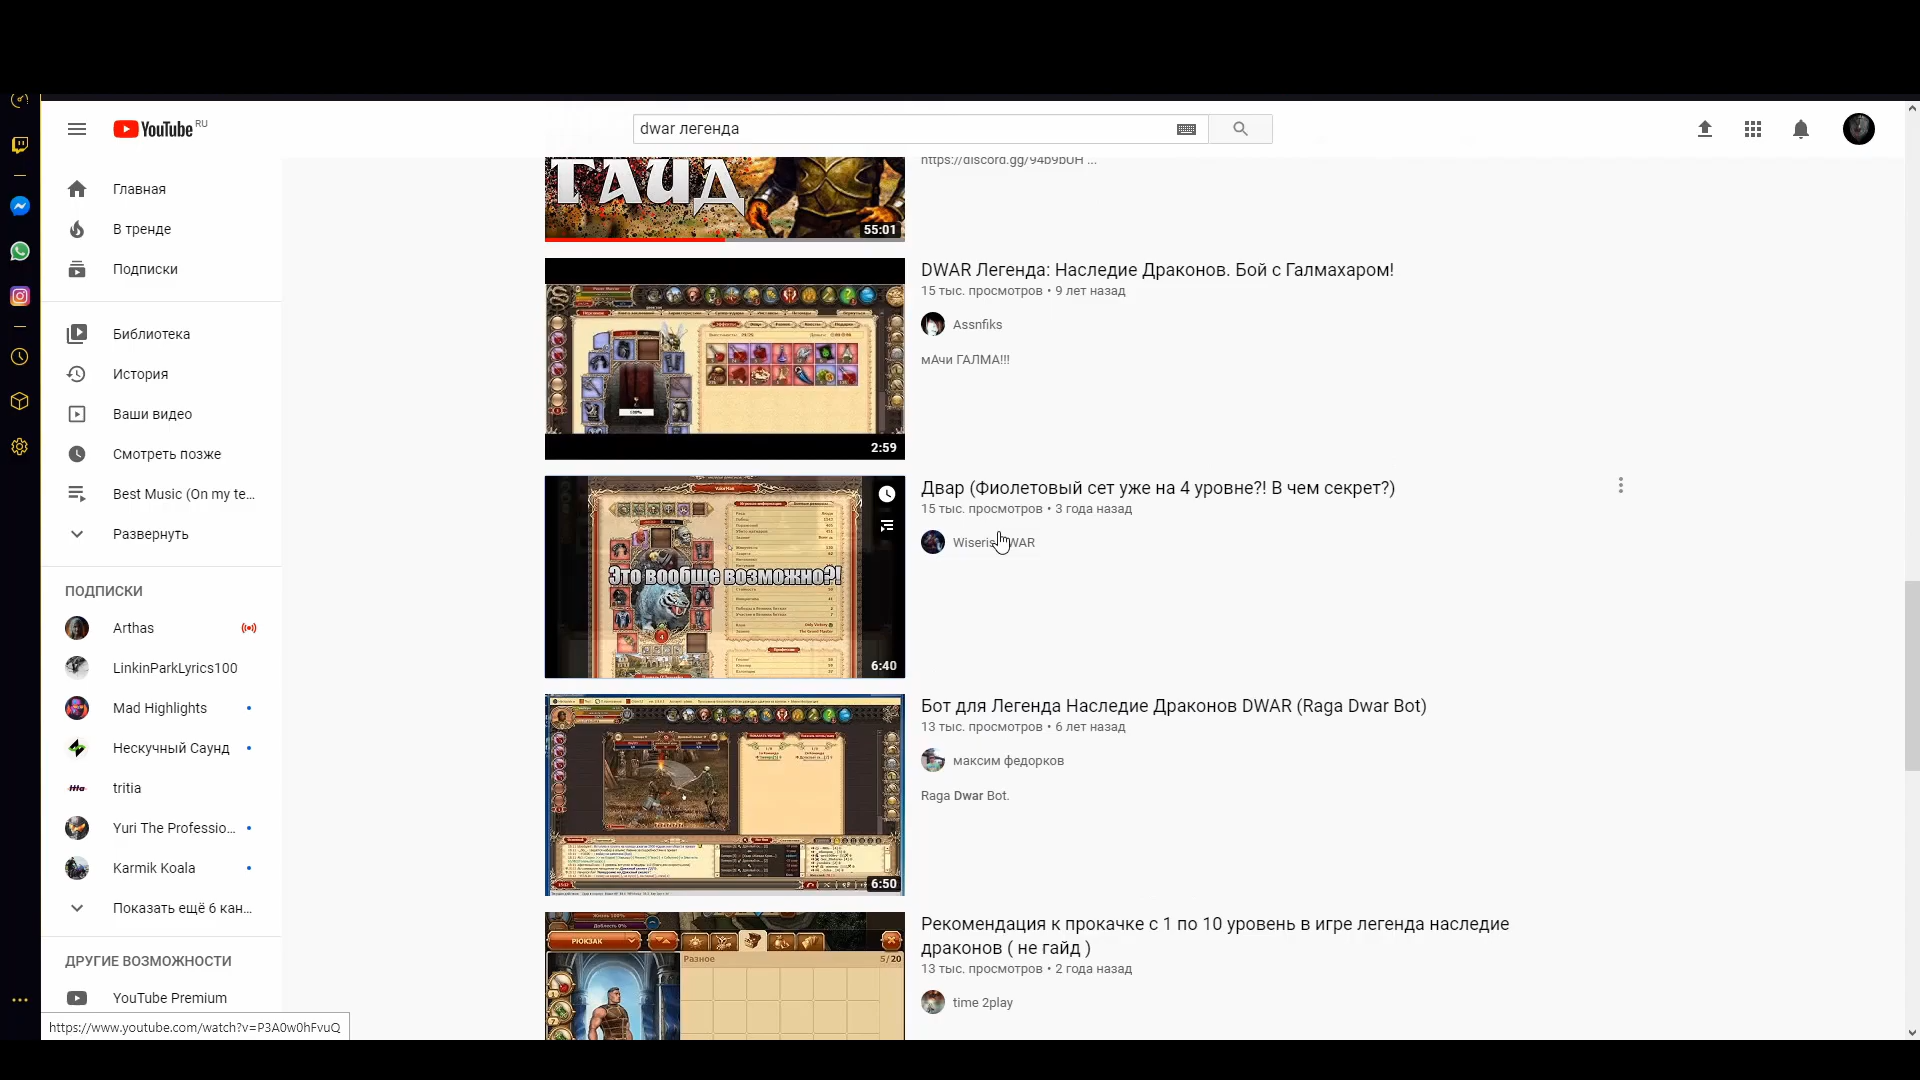 YouTube RU
dwar легенда
Главная
В тренде
Подписки
Библиотека
История
Ваши видео
Смотреть позже
Best Music (On my te...
Развернуть
ПОДПИСКИ
Arthas
LinkinParkLyrics100
Mad Highlights
Нескучный Саунд
tritia
Yuri The Professio...
Karmik Koala
Показать ещё 6 кан...
ДРУГИЕ ВОЗМОЖНОСТИ
YouTube Premium
https://www.youtube.com/watch?v=P3A0w0hFvuQ
ГАЙД
55:01
https://discord.gg/94b9bUH ...
2:59
DWAR Легенда: Наследие Драконов. Бой с Галмахаром!
15 тыс. просмотров • 9 лет назад
Assnfiks
мАчи ГАЛМА!!!
Это вообще возможно?!
4
6:40
Двар (Фиолетовый сет уже на 4 уровне?! В чем секрет?)
15 тыс. просмотров • 3 года назад
6:50
Бот для Легенда Наследие Драконов DWAR (Raga Dwar Bot)
13 тыс. просмотров • 6 лет назад
максим федорков
Raga Dwar Bot.
РЮКЗАК
Разное 5/20
Рекомендация к прокачке с 1 по 10 уровень в игре легенда наследие
драконов ( не гайд )
13 тыс. просмотров • 2 года назад
time 2play